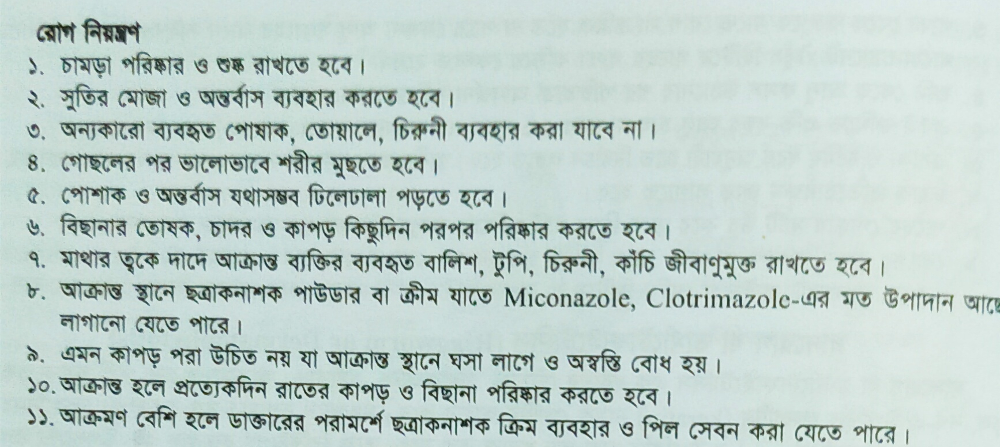 রোগ নিয়ন্ত্রণ
১. চামড়া পরিষ্কার ও শুষ্ক রাখতে হবে।
২. সুতির মোজা ও অন্তর্বাস ব্যবহার করতে হবে।
৩. অন্যকারো ব্যবহৃত পোষাক, তোয়ালে, চিরুনী ব্যবহার করা যাবে না।
৪. গোছলের পর ভালোভাবে শরীর মুছতে হবে।
৫. পোশাক ও অন্তর্বাস যথাসম্ভব ঢিলেঢালা পড়তে হবে।
৬. বিছানার তোষক, চাদর ও কাপড় কিছুদিন পরপর পরিষ্কার করতে হবে।
৭. মাথার ত্বকে দাদে আক্রান্ত ব্যক্তির ব্যবহৃত বালিশ, টুপি, চিরুনী, কাঁচি জীবাণুমুক্ত রাখতে হবে।
৮. আক্রান্ত স্থানে ছত্রাকনাশক পাউডার বা ক্রীম যাতে Miconazole, Clotrimazole-এর মত উপাদান আছে
লাগানো যেতে পারে।
৯. এমন কাপড় পরা উচিত নয় যা আক্রান্ত স্থানে ঘসা লাগে ও অস্বস্তি বোধ হয়।
১০. আক্রান্ত হলে প্রত্যেকদিন রাতের কাপড় ও বিছানা পরিষ্কার করতে হবে।
১১. আক্রমণ বেশি হলে ডাক্তারের পরামর্শে ছত্রাকনাশক ক্রিম ব্যবহার ও পিল সেবন করা যেতে পারে।